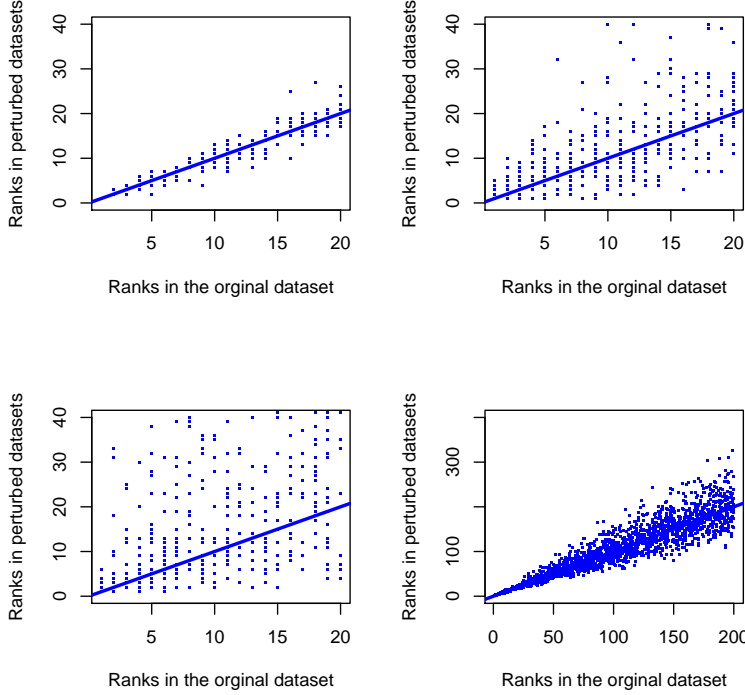 Ranks in perturbed datasets
0 10 20 30 40
5 10 15 20
Ranks in the orginal dataset
Ranks in perturbed datasets
0 10 20 30 40
5 10 15 20
Ranks in the orginal dataset
Ranks in perturbed datasets
0 10 20 30 40
5 10 15 20
Ranks in the orginal dataset
Ranks in perturbed datasets
0 100 300
0 50 100 150 200
Ranks in the orginal dataset